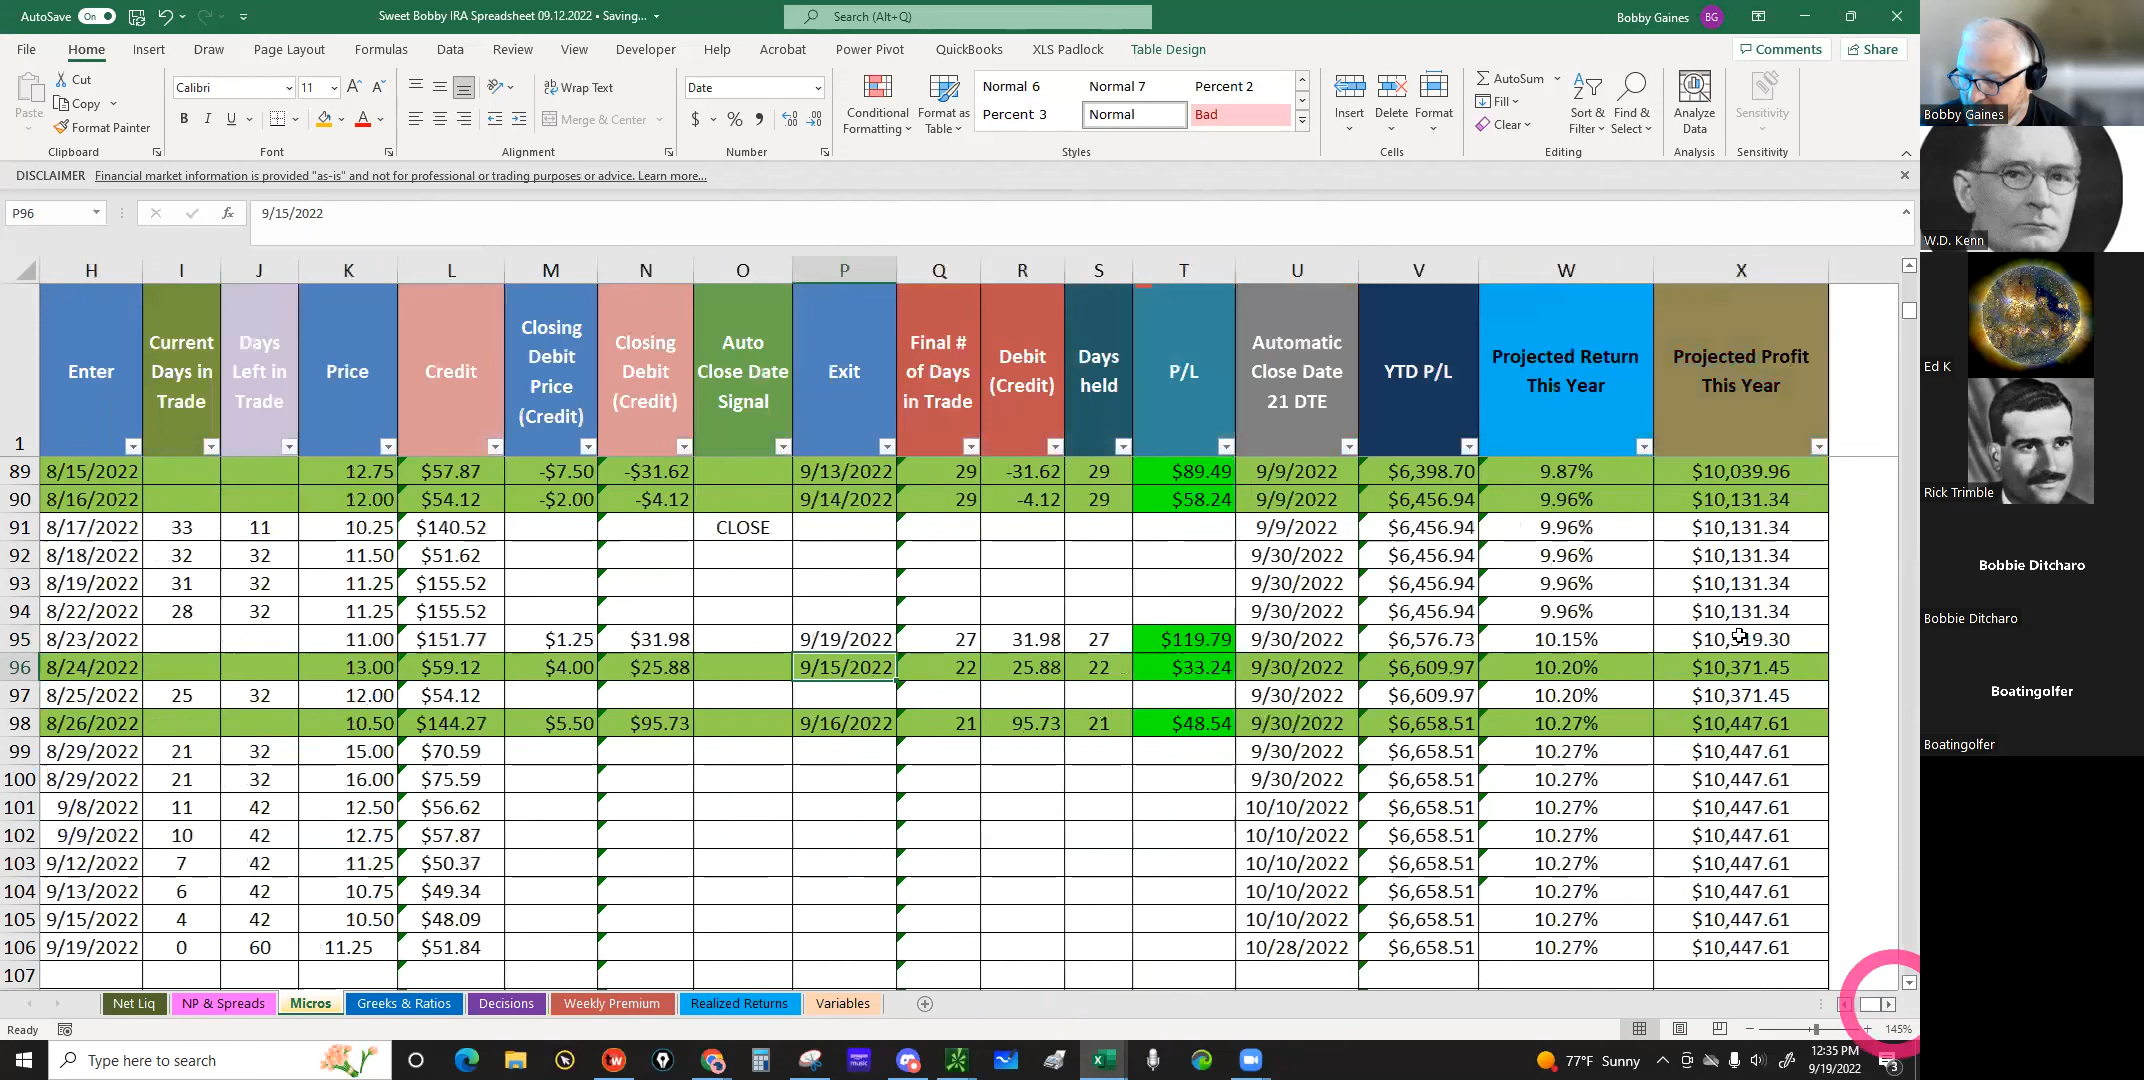 AutoSave On Sweet Bobby IRA Spreadsheet 09.12.2022 • Saving... Search (Alt+Q) Bobby Gaines BG
File Home Insert Draw Page Layout Formulas Data Review View Developer Help Acrobat Power Pivot QuickBooks XLS Padlock Table Design Comments Share
Paste Cut Copy Format Painter Clipboard
Calibri 11 A A B I U A Font
Wrap Text Merge & Center Alignment
Date $ % Number
Conditional Formatting Format as Table
Normal 6 Normal 7 Percent 2
Percent 3 Normal Bad
Styles
Insert Delete Format Cells
AutoSum Fill Clear Sort & Filter Find & Select Editing
Analyze Data Analysis
Sensitivity Sensitivity
DISCLAIMER Financial market information is provided "as-is" and not for professional or trading purposes or advice. Learn more...
P96 fx 9/15/2022
H I J K L M N O P Q R S T U V W X
1 Enter Current Days in Trade Days Left in Trade Price Credit Closing Debit Price (Credit) Closing Debit (Credit) Auto Close Date Signal Exit Final # of Days in Trade Debit (Credit) Days held P/L Automatic Close Date 21 DTE YTD P/L Projected Return This Year Projected Profit This Year
89 8/15/2022 12.75 $57.87 -$7.50 -$31.62 9/13/2022 29 -31.62 29 $89.49 9/9/2022 $6,398.70 9.87% $10,039.96
90 8/16/2022 12.00 $54.12 -$2.00 -$4.12 9/14/2022 29 -4.12 29 $58.24 9/9/2022 $6,456.94 9.96% $10,131.34
91 8/17/2022 33 11 10.25 $140.52 CLOSE 9/9/2022 $6,456.94 9.96% $10,131.34
92 8/18/2022 32 32 11.50 $51.62 9/30/2022 $6,456.94 9.96% $10,131.34
93 8/19/2022 31 32 11.25 $155.52 9/30/2022 $6,456.94 9.96% $10,131.34
94 8/22/2022 28 32 11.25 $155.52 9/30/2022 $6,456.94 9.96% $10,131.34
95 8/23/2022 11.00 $151.77 $1.25 $31.98 9/19/2022 27 31.98 27 $119.79 9/30/2022 $6,576.73 10.15%
96 8/24/2022 13.00 $59.12 $4.00 $25.88 9/15/2022 22 25.88 22 $33.24 9/30/2022 $6,609.97 10.20% $10,371.45
97 8/25/2022 25 32 12.00 $54.12 9/30/2022 $6,609.97 10.20% $10,371.45
98 8/26/2022 10.50 $144.27 $5.50 $95.73 9/16/2022 21 95.73 21 $48.54 9/30/2022 $6,658.51 10.27% $10,447.61
99 8/29/2022 21 32 15.00 $70.59 9/30/2022 $6,658.51 10.27% $10,447.61
100 8/29/2022 21 32 16.00 $75.59 9/30/2022 $6,658.51 10.27% $10,447.61
101 9/8/2022 11 42 12.50 $56.62 10/10/2022 $6,658.51 10.27% $10,447.61
102 9/9/2022 10 42 12.75 $57.87 10/10/2022 $6,658.51 10.27% $10,447.61
103 9/12/2022 7 42 11.25 $50.37 10/10/2022 $6,658.51 10.27% $10,447.61
104 9/13/2022 6 42 10.75 $49.34 10/10/2022 $6,658.51 10.27% $10,447.61
105 9/15/2022 4 42 10.50 $48.09 10/10/2022 $6,658.51 10.27% $10,447.61
106 9/19/2022 0 60 11.25 $51.84 10/28/2022 $6,658.51 10.27% $10,447.61
107
Net Liq NP & Spreads Micros Greeks & Ratios Decisions Weekly Premium Realized Returns Variables
Ready 145%
Type here to search 77°F Sunny 12:35 PM
9/19/2022 3
Bobby Gaines
W.D. Kenn
Ed K
Rick Trimble
Bobbie Ditcharo
Bobbie Ditcharo
Boatingolfer
Boatingolfer